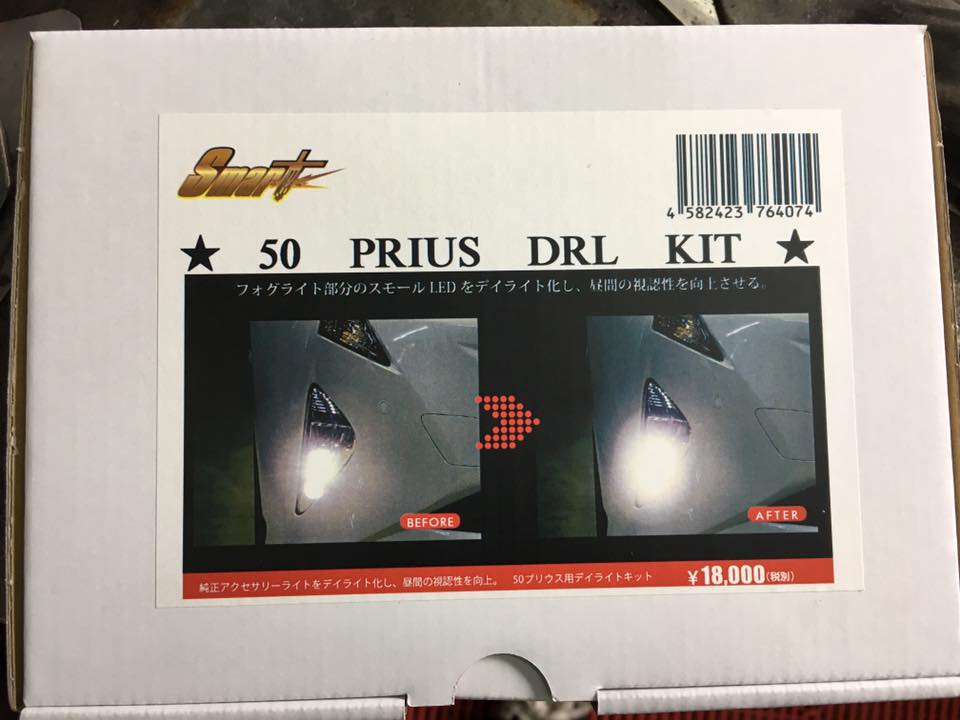 Smart
4 582423 764074
★ 50 PRIUS DRL KIT ★
フォグライト部分のスモール LED をデイライト化し、昼間の視認性を向上させる。
BEFORE
AFTER
純正アクセサリーライトをデイライト化し、昼間の視認性を向上。 50プリウス用デイライトキット ¥18,000(税別)